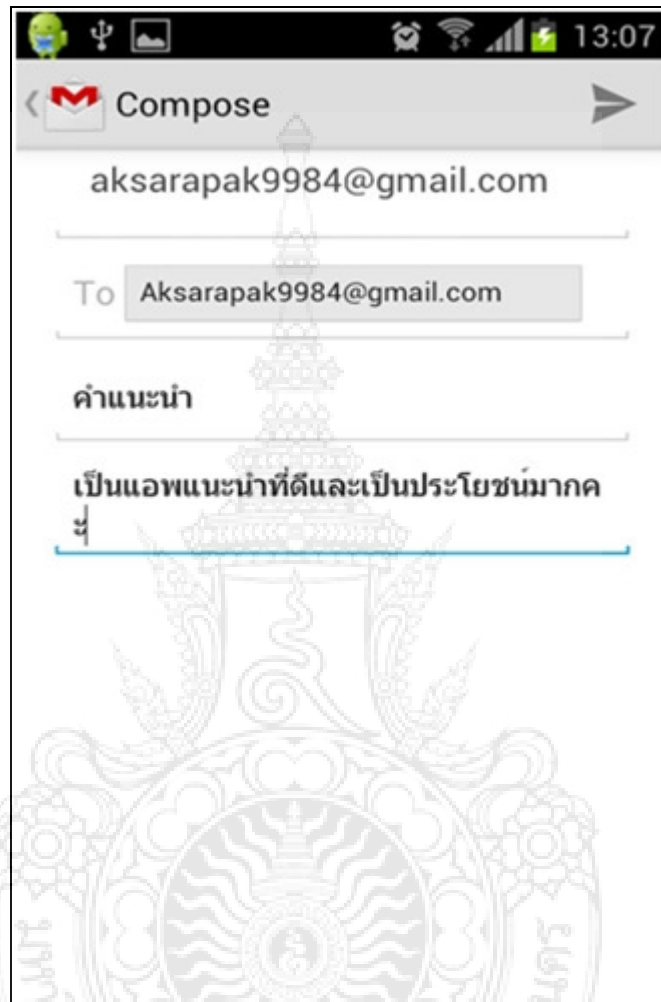 13:07
Compose
aksarapak9984@gmail.com
To Aksarapak9984@gmail.com
คำแนะนำ
เป็นแอพแนะนำที่ดีและเป็นประโยชน์มากค
ะ